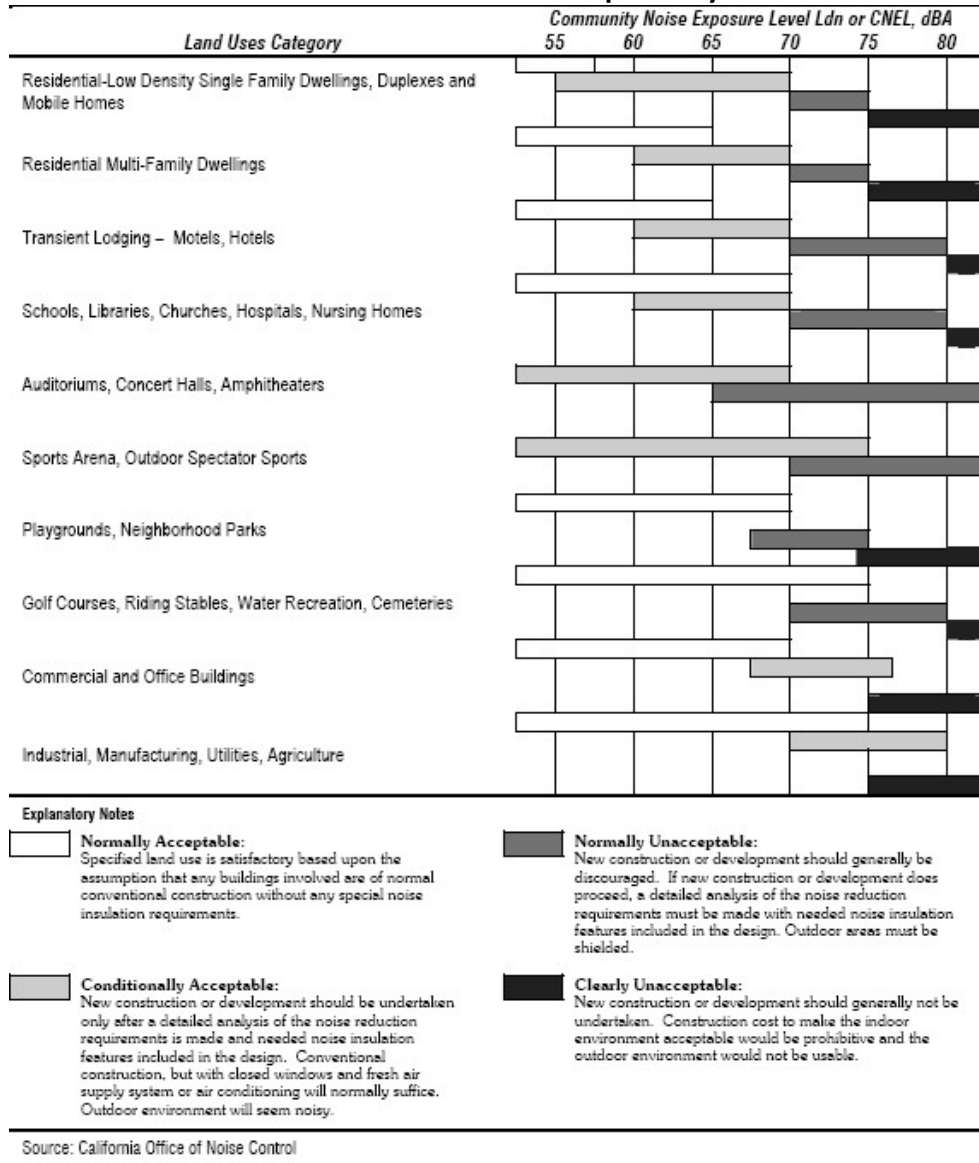 Community Noise Exposure Level Ldn or CNEL, dBA
Land Uses Category 55 60 65 70 75 80
Residential-Low Density Single Family Dwellings, Duplexes and
Mobile Homes
Residential Multi-Family Dwellings
Transient Lodging – Motels, Hotels
Schools, Libraries, Churches, Hospitals, Nursing Homes
Auditoriums, Concert Halls, Amphitheaters
Sports Arena, Outdoor Spectator Sports
Playgrounds, Neighborhood Parks
Golf Courses, Riding Stables, Water Recreation, Cemeteries
Commercial and Office Buildings
Industrial, Manufacturing, Utilities, Agriculture
Explanatory Notes
Normally Acceptable:
Specified land use is satisfactory based upon the
assumption that any buildings involved are of normal
conventional construction without any special noise
insulation requirements.
Normally Unacceptable:
New construction or development should generally be
discouraged. If new construction or development does
proceed, a detailed analysis of the noise reduction
requirements must be made with needed noise insulation
features included in the design. Outdoor areas must be
shielded.
Conditionally Acceptable:
New construction or development should be undertaken
only after a detailed analysis of the noise reduction
requirements is made and needed noise insulation
features included in the design. Conventional
construction, but with closed windows and fresh air
supply system or air conditioning will normally suffice.
Outdoor environment will seem noisy.
Clearly Unacceptable:
New construction or development should generally not be
undertaken. Construction cost to make the indoor
environment acceptable would be prohibitive and the
outdoor environment would not be usable.
Source: California Office of Noise Control